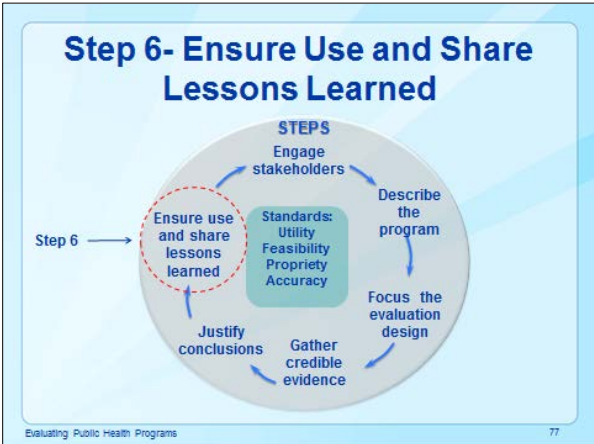 Step 6- Ensure Use and Share
Lessons Learned
STEPS
Engage
stakeholders
Describe
the
program
Focus the
evaluation
design
Gather
credible
evidence
Justify
conclusions
Ensure use
and share
lessons
learned
Step 6
Standards:
Utility
Feasibility
Propriety
Accuracy
Evaluating Public Health Programs
77